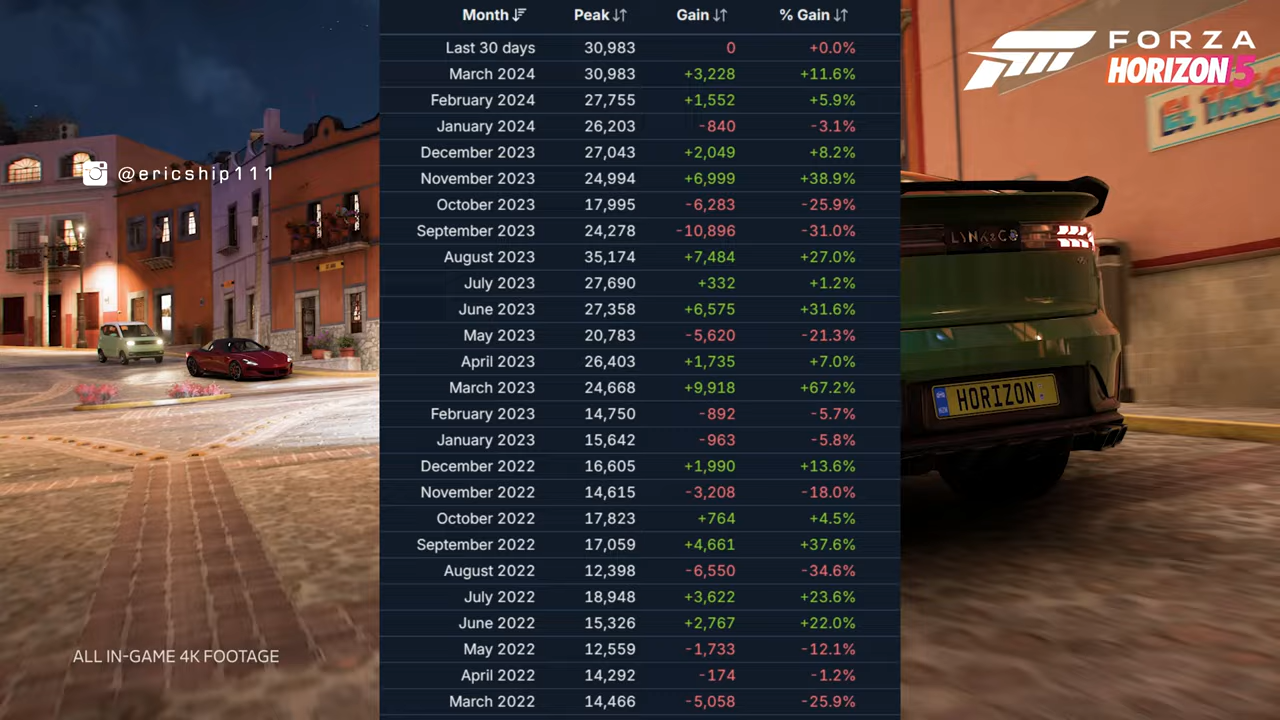 Month Peak Gain % Gain
Last 30 days 30,983 0 +0.0%
March 2024 30,983 +3,228 +11.6%
February 2024 27,755 +1,552 +5.9%
January 2024 26,203 -840 -3.1%
December 2023 27,043 +2,049 +8.2%
November 2023 24,994 +6,999 +38.9%
October 2023 17,995 -6,283 -25.9%
September 2023 24,278 -10,896 -31.0%
August 2023 35,174 +7,484 +27.0%
July 2023 27,690 +332 +1.2%
June 2023 27,358 +6,575 +31.6%
May 2023 20,783 -5,620 -21.3%
April 2023 26,403 +1,735 +7.0%
March 2023 24,668 +9,918 +67.2%
February 2023 14,750 -892 -5.7%
January 2023 15,642 -963 -5.8%
December 2022 16,605 +1,990 +13.6%
November 2022 14,615 -3,208 -18.0%
October 2022 17,823 +764 +4.5%
September 2022 17,059 +4,661 +37.6%
August 2022 12,398 -6,550 -34.6%
July 2022 18,948 +3,622 +23.6%
June 2022 15,326 +2,767 +22.0%
May 2022 12,559 -1,733 -12.1%
April 2022 14,292 -174 -1.2%
March 2022 14,466 -5,058 -25.9%
@ericship111
ALL IN-GAME 4K FOOTAGE
FORZA
HORIZON 5
EL
LYNK&CO
HORIZON